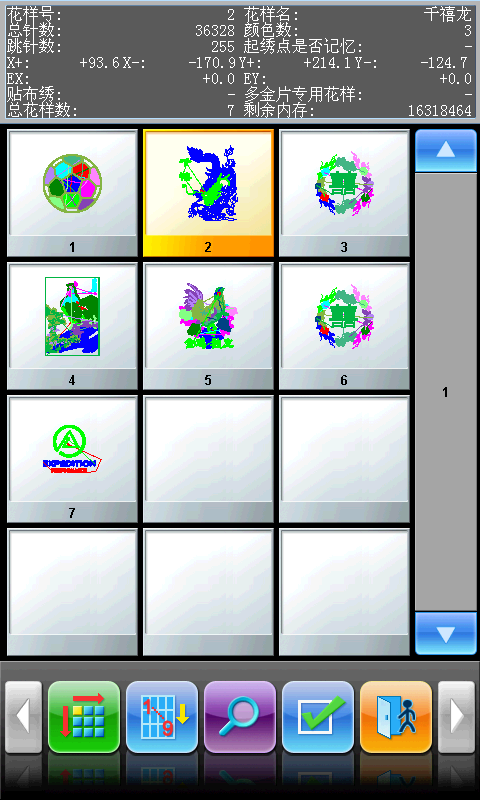 花样号: 2 花样名: 千禧龙
总针数: 36328 颜色数: 3
跳针数: 255 起绣点是否记忆: -
X+: +93.6 X-: -170.9 Y+: +214.1 Y-: -124.7
EX: +0.0 EY: +0.0
贴布绣: - 多金片专用花样: -
总花样数: 7 剩余内存: 16318464
1 2 3
4 5 6
1
EXPEDITION
7
1 9